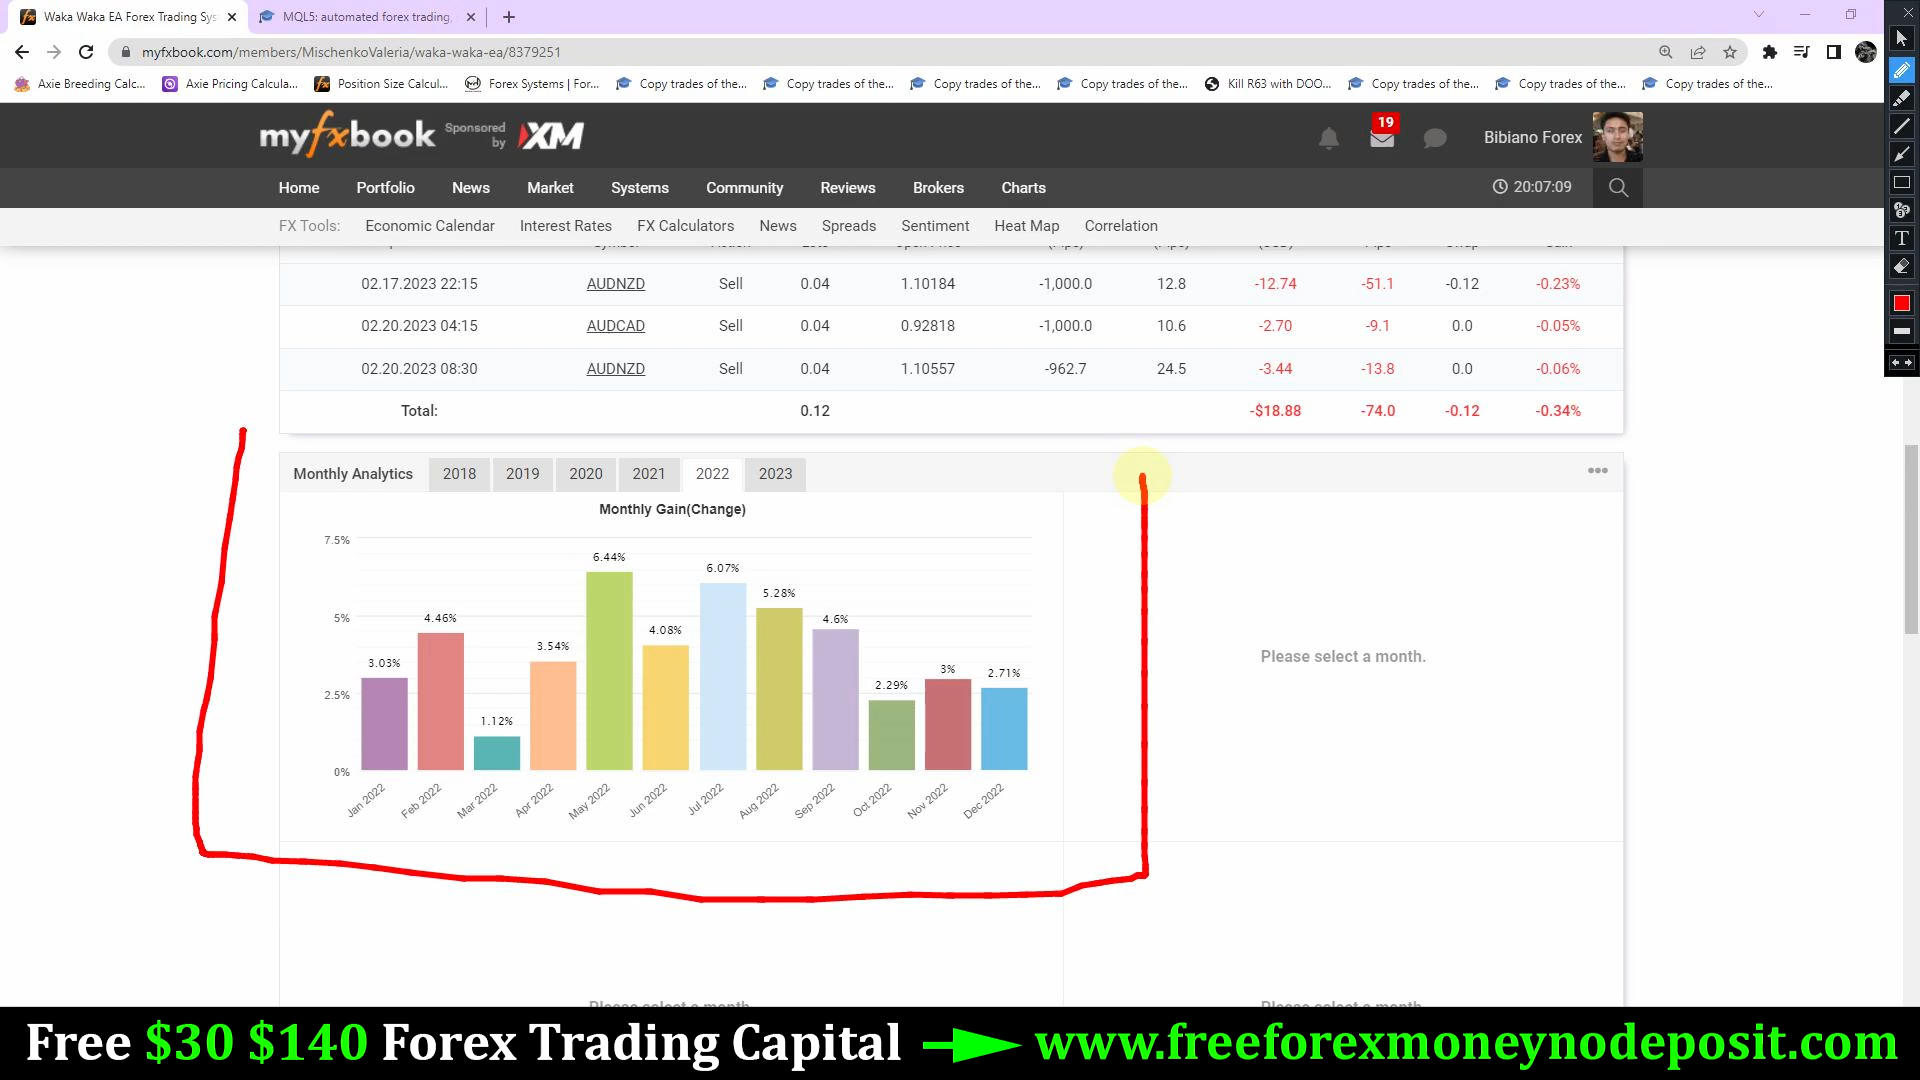 Waka Waka EA Forex Trading Sys
MQL5: automated forex trading,
myfxbook.com/members/MischenkoValeria/waka-waka-ea/8379251
Axie Breeding Calc...
Axie Pricing Calcula...
Position Size Calcul...
Forex Systems | For...
Copy trades of the...
Copy trades of the...
Copy trades of the...
Copy trades of the...
Kill R63 with DOO...
Copy trades of the...
Copy trades of the...
Copy trades of the...
myfxbook Sponsored by XM
19
Bibiano Forex
Home Portfolio News Market Systems Community Reviews Brokers Charts
20:07:09
FX Tools: Economic Calendar Interest Rates FX Calculators News Spreads Sentiment Heat Map Correlation
02.17.2023 22:15 AUDNZD Sell 0.04 1.10184 -1,000.0 12.8 -12.74 -51.1 -0.12 -0.23%
02.20.2023 04:15 AUDCAD Sell 0.04 0.92818 -1,000.0 10.6 -2.70 -9.1 0.0 -0.05%
02.20.2023 08:30 AUDNZD Sell 0.04 1.10557 -962.7 24.5 -3.44 -13.8 0.0 -0.06%
Total: 0.12 -$18.88 -74.0 -0.12 -0.34%
Monthly Analytics 2018 2019 2020 2021 2022 2023
Monthly Gain(Change)
7.5%
5%
2.5%
0%
3.03%
4.46%
1.12%
3.54%
6.44%
4.08%
6.07%
5.28%
4.6%
2.29%
3%
2.71%
Jan 2022
Feb 2022
Mar 2022
Apr 2022
May 2022
Jun 2022
Jul 2022
Aug 2022
Sep 2022
Oct 2022
Nov 2022
Dec 2022
Please select a month.
Please select a month.
Please select a month.
Free $30 $140 Forex Trading Capital www.freeforexmoneynodeposit.com
T